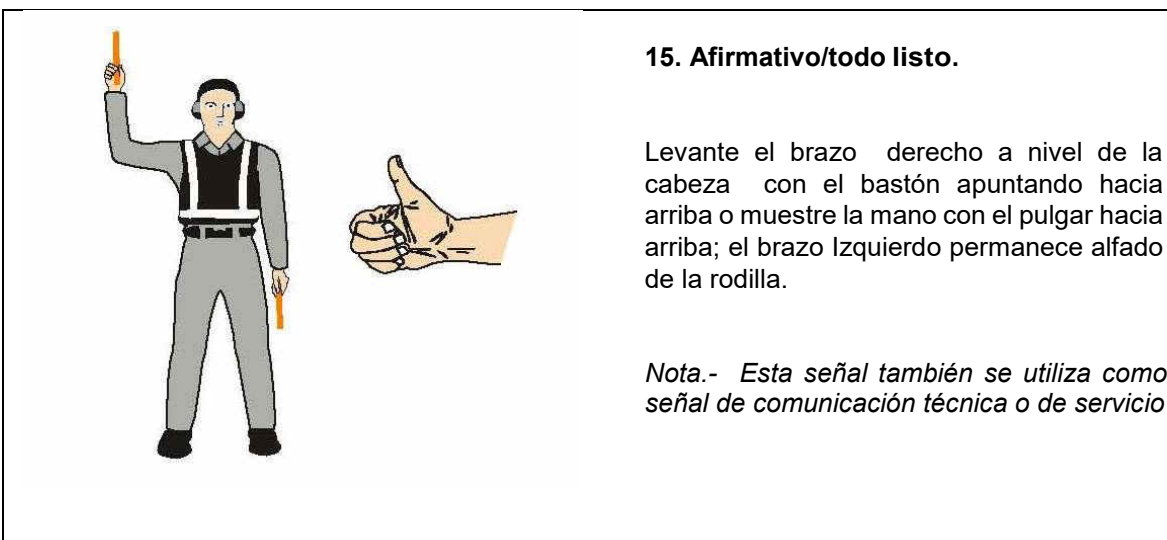 15. Afirmativo/todo listo.
Levante el brazo derecho a nivel de la
cabeza con el bastón apuntando hacia
arriba o muestre la mano con el pulgar hacia
arriba; el brazo Izquierdo permanece alfado
de la rodilla.
Nota.- Esta señal también se utiliza como
señal de comunicación técnica o de servicio